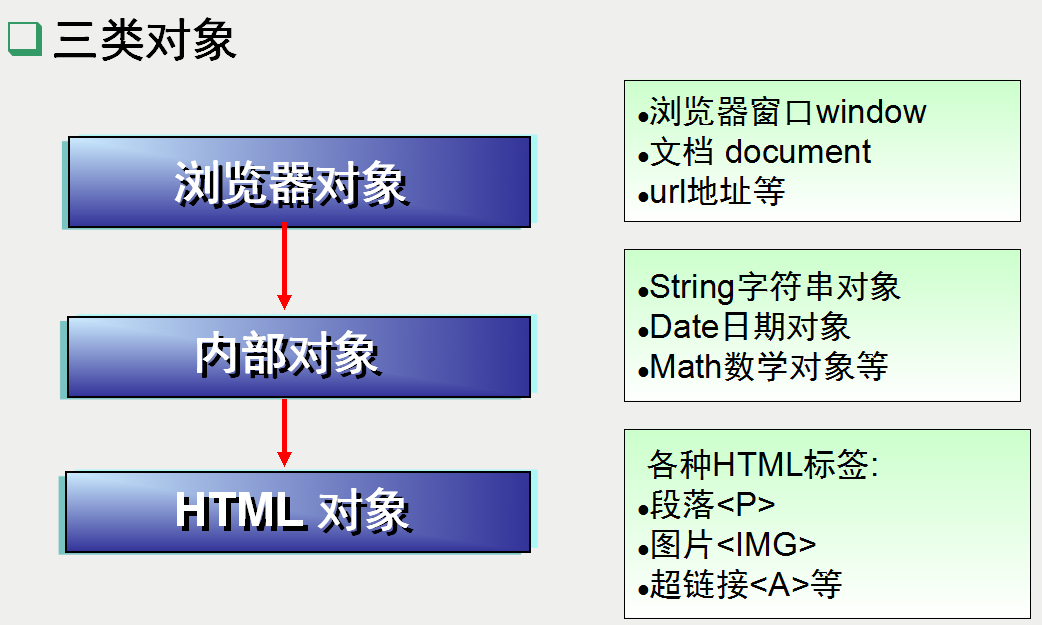 三类对象
浏览器对象
●浏览器窗口window
●文档 document
●url地址等
内部对象
●String字符串对象
●Date日期对象
●Math数学对象等
HTML 对象
各种HTML标签:
●段落<P>
●图片<IMG>
●超链接<A>等